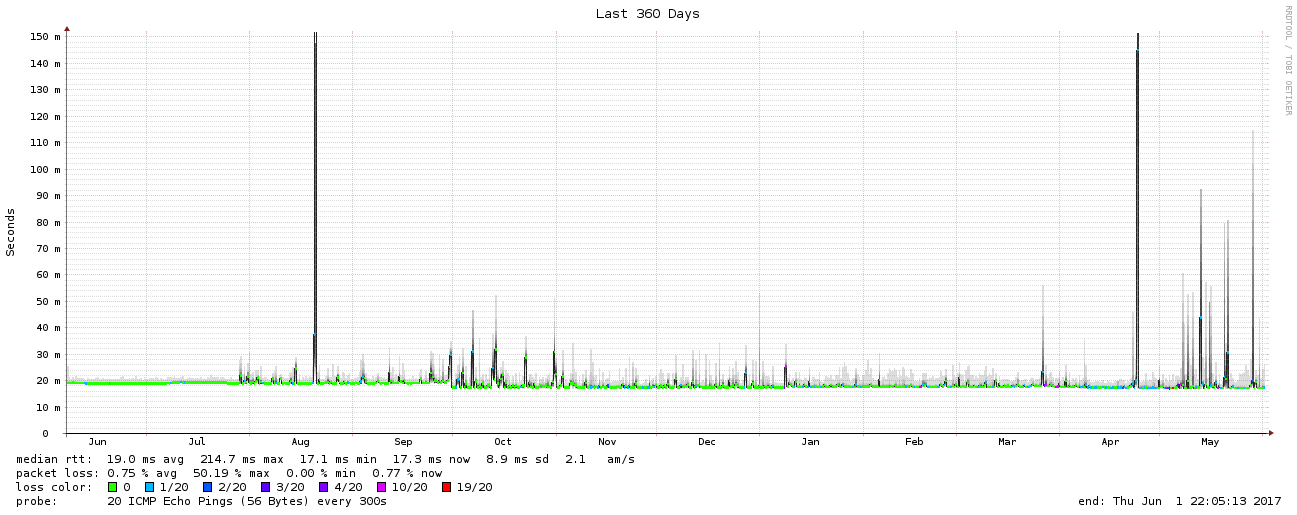 Last 360 Days
RRDTOOL / TOBI OETIKER
Seconds
150 m
140 m
130 m
120 m
110 m
100 m
90 m
80 m
70 m
60 m
50 m
40 m
30 m
20 m
10 m
0
Jun Jul Aug Sep Oct Nov Dec Jan Feb Mar Apr May
median rtt: 19.0 ms avg 214.7 ms max 17.1 ms min 17.3 ms now 8.9 ms sd 2.1 am/s
packet loss: 0.75 % avg 50.19 % max 0.00 % min 0.77 % now
loss color: 0 1/20 2/20 3/20 4/20 10/20 19/20
probe: 20 ICMP Echo Pings (56 Bytes) every 300s end: Thu Jun 1 22:05:13 2017